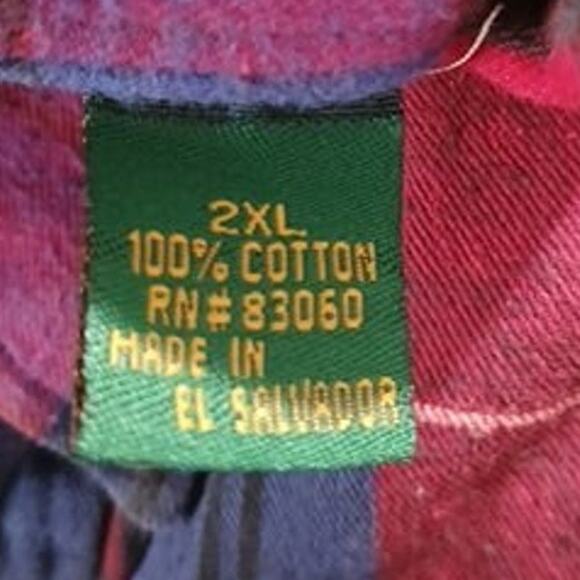 2XL
100% COTTON
RN# 83060
MADE IN
EL SALVADOR